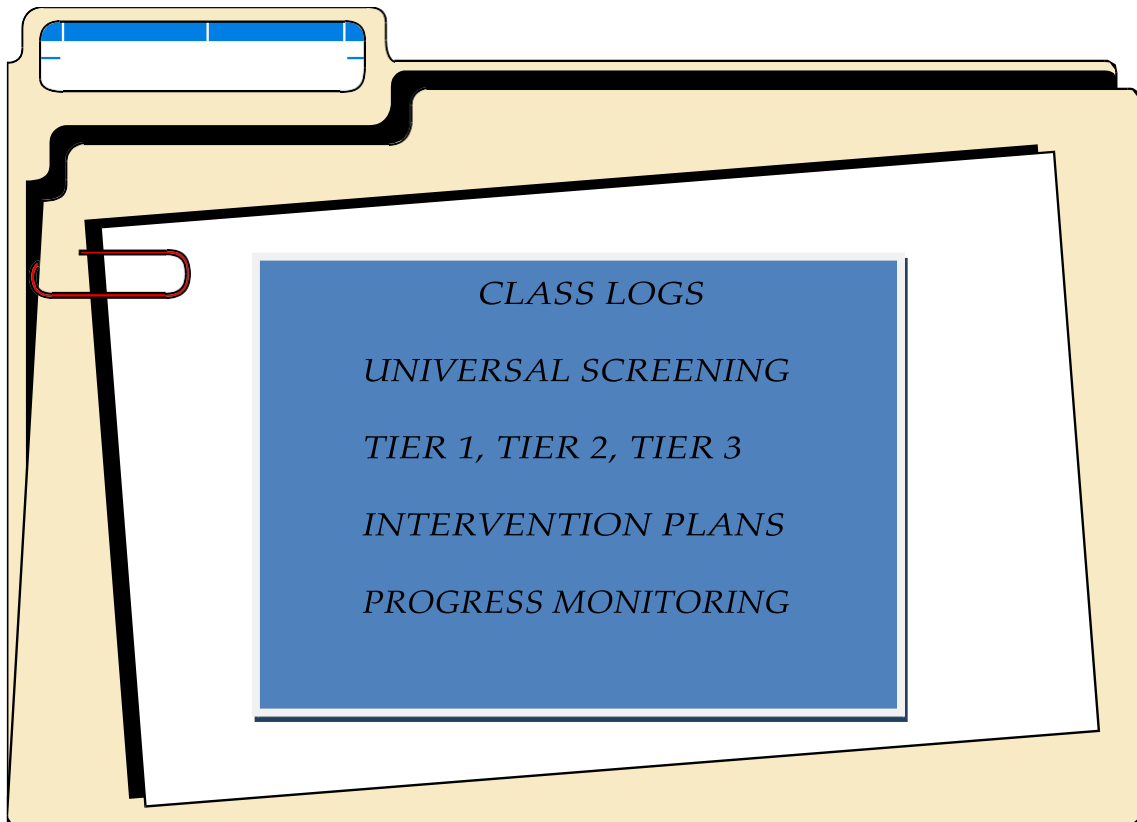 CLASS LOGS
UNIVERSAL SCREENING
TIER 1, TIER 2, TIER 3
INTERVENTION PLANS
PROGRESS MONITORING